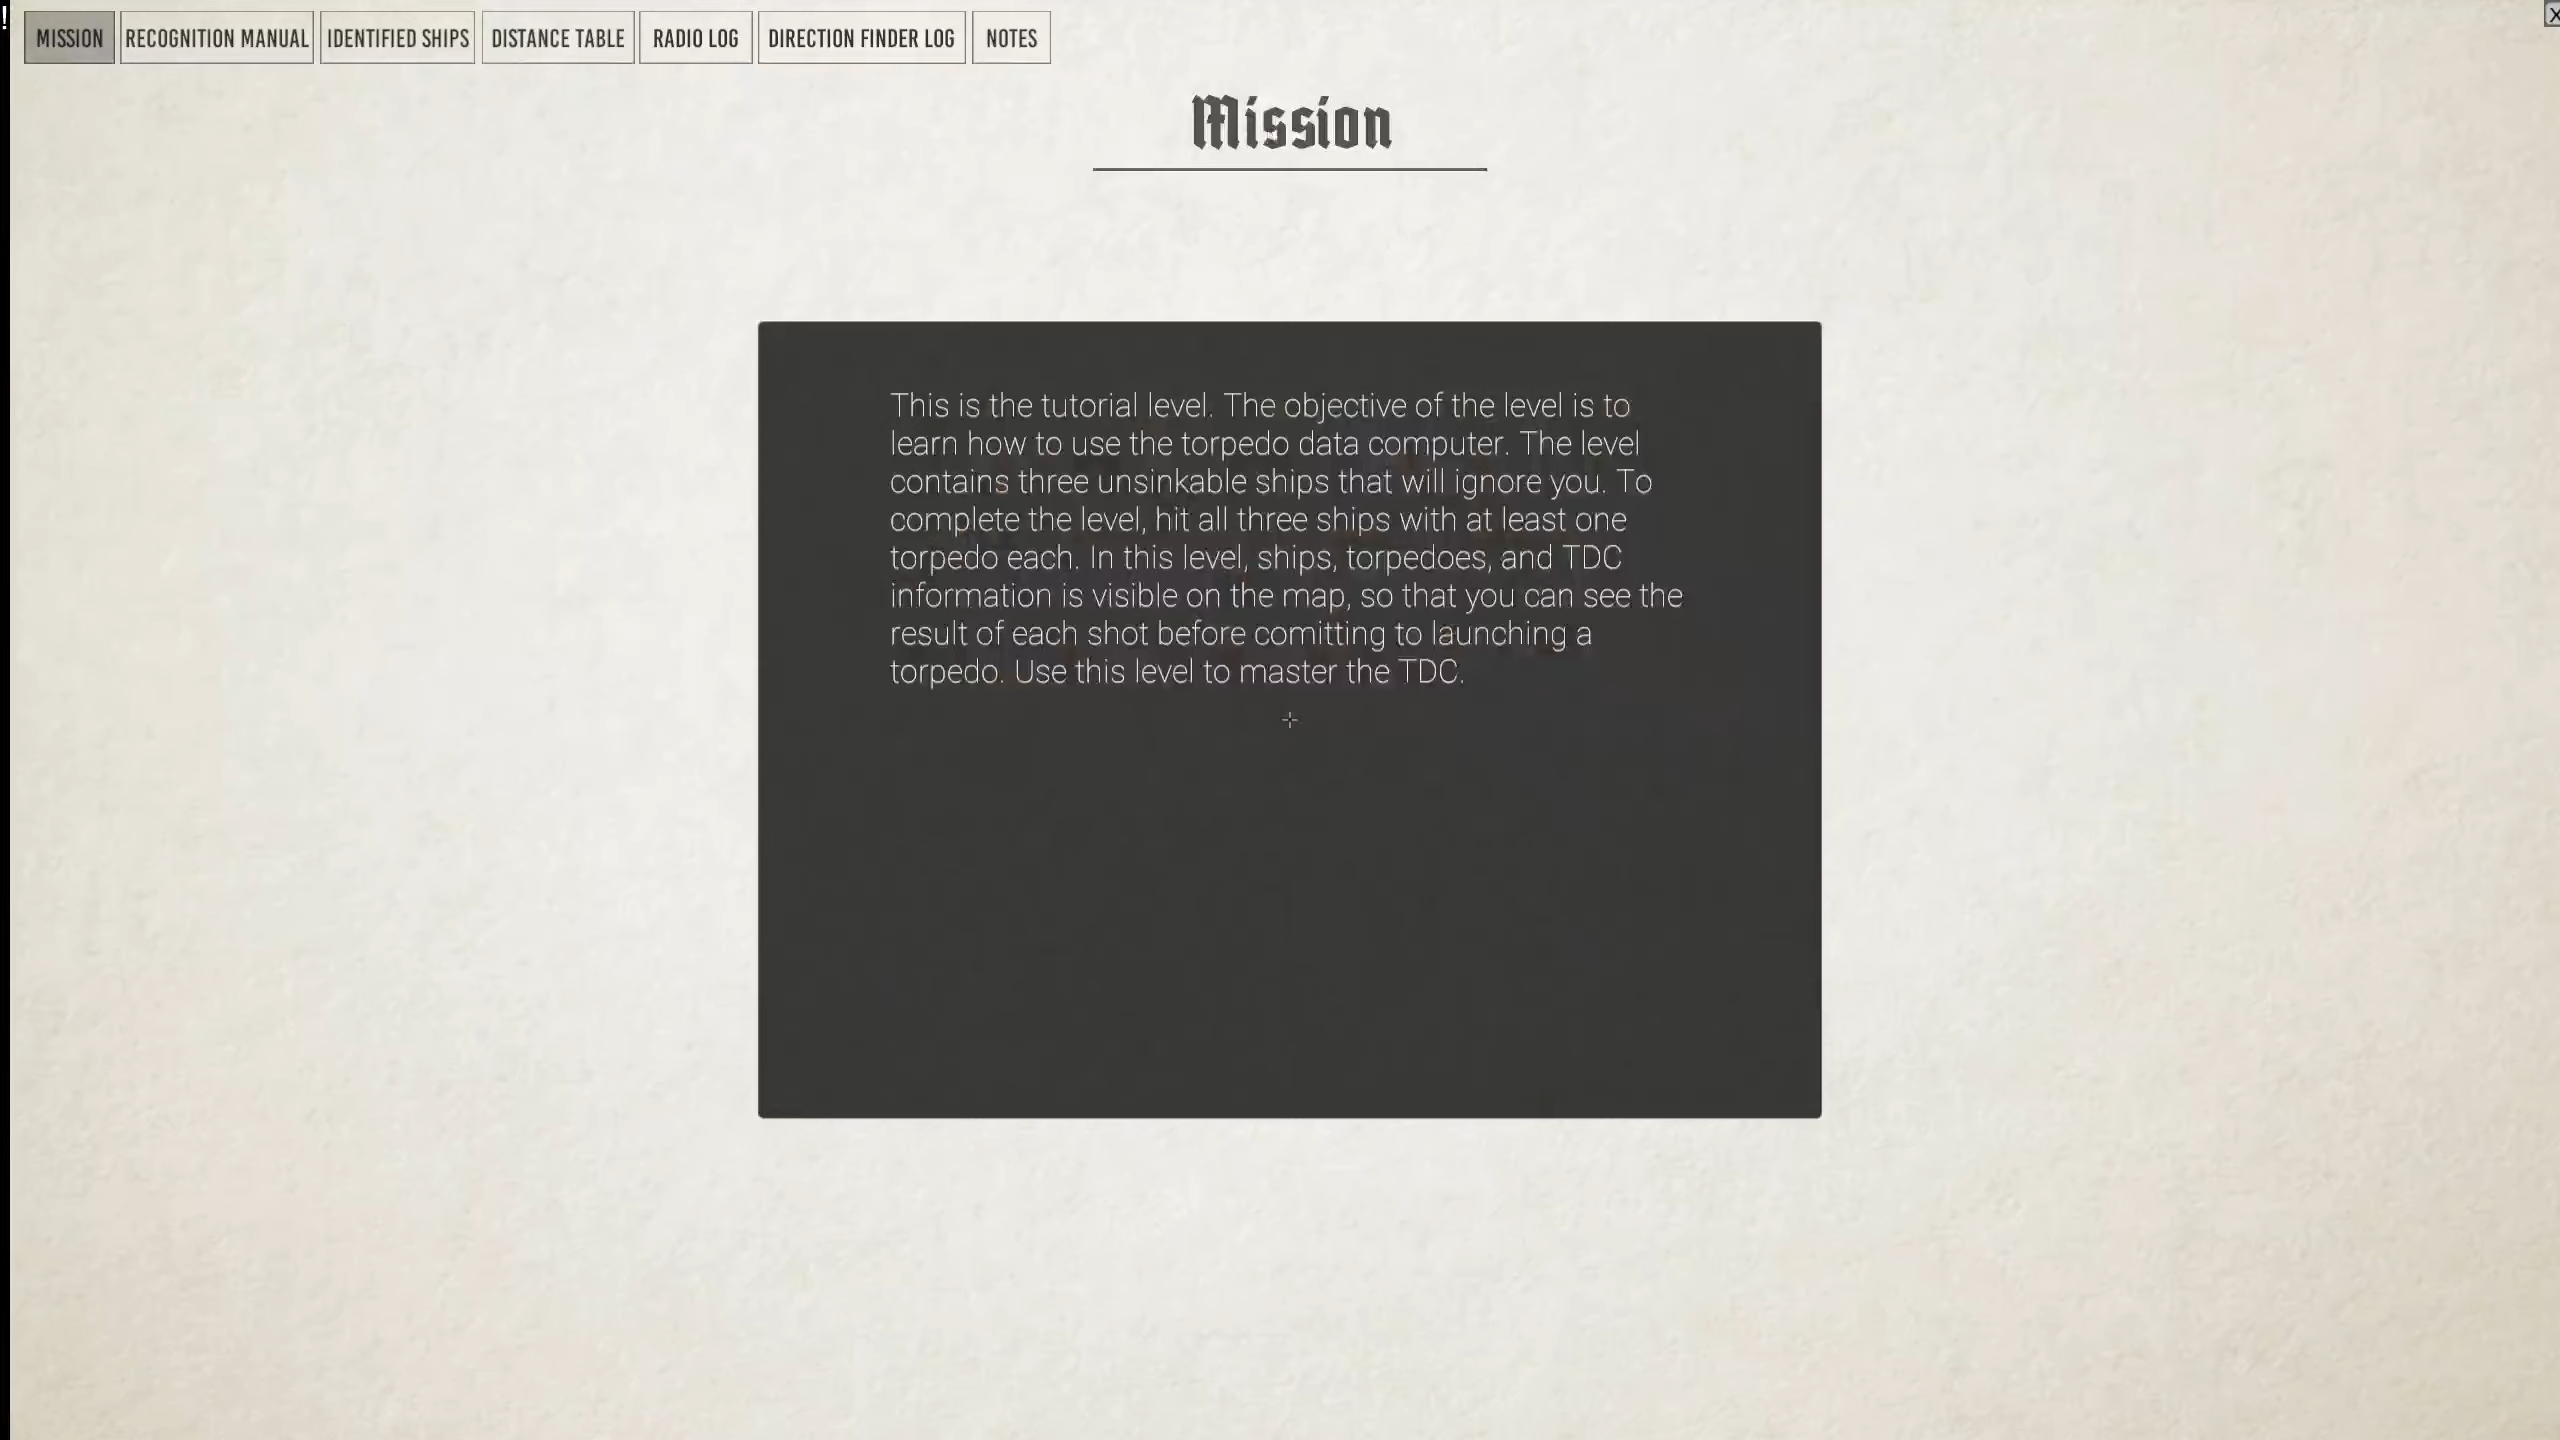 !
MISSION RECOGNITION MANUAL IDENTIFIED SHIPS DISTANCE TABLE RADIO LOG DIRECTION FINDER LOG NOTES X
Mission
This is the tutorial level. The objective of the level is to
learn how to use the torpedo data computer. The level
contains three unsinkable ships that will ignore you. To
complete the level, hit all three ships with at least one
torpedo each. In this level, ships, torpedoes, and TDC
information is visible on the map, so that you can see the
result of each shot before comitting to launching a
torpedo. Use this level to master the TDC.